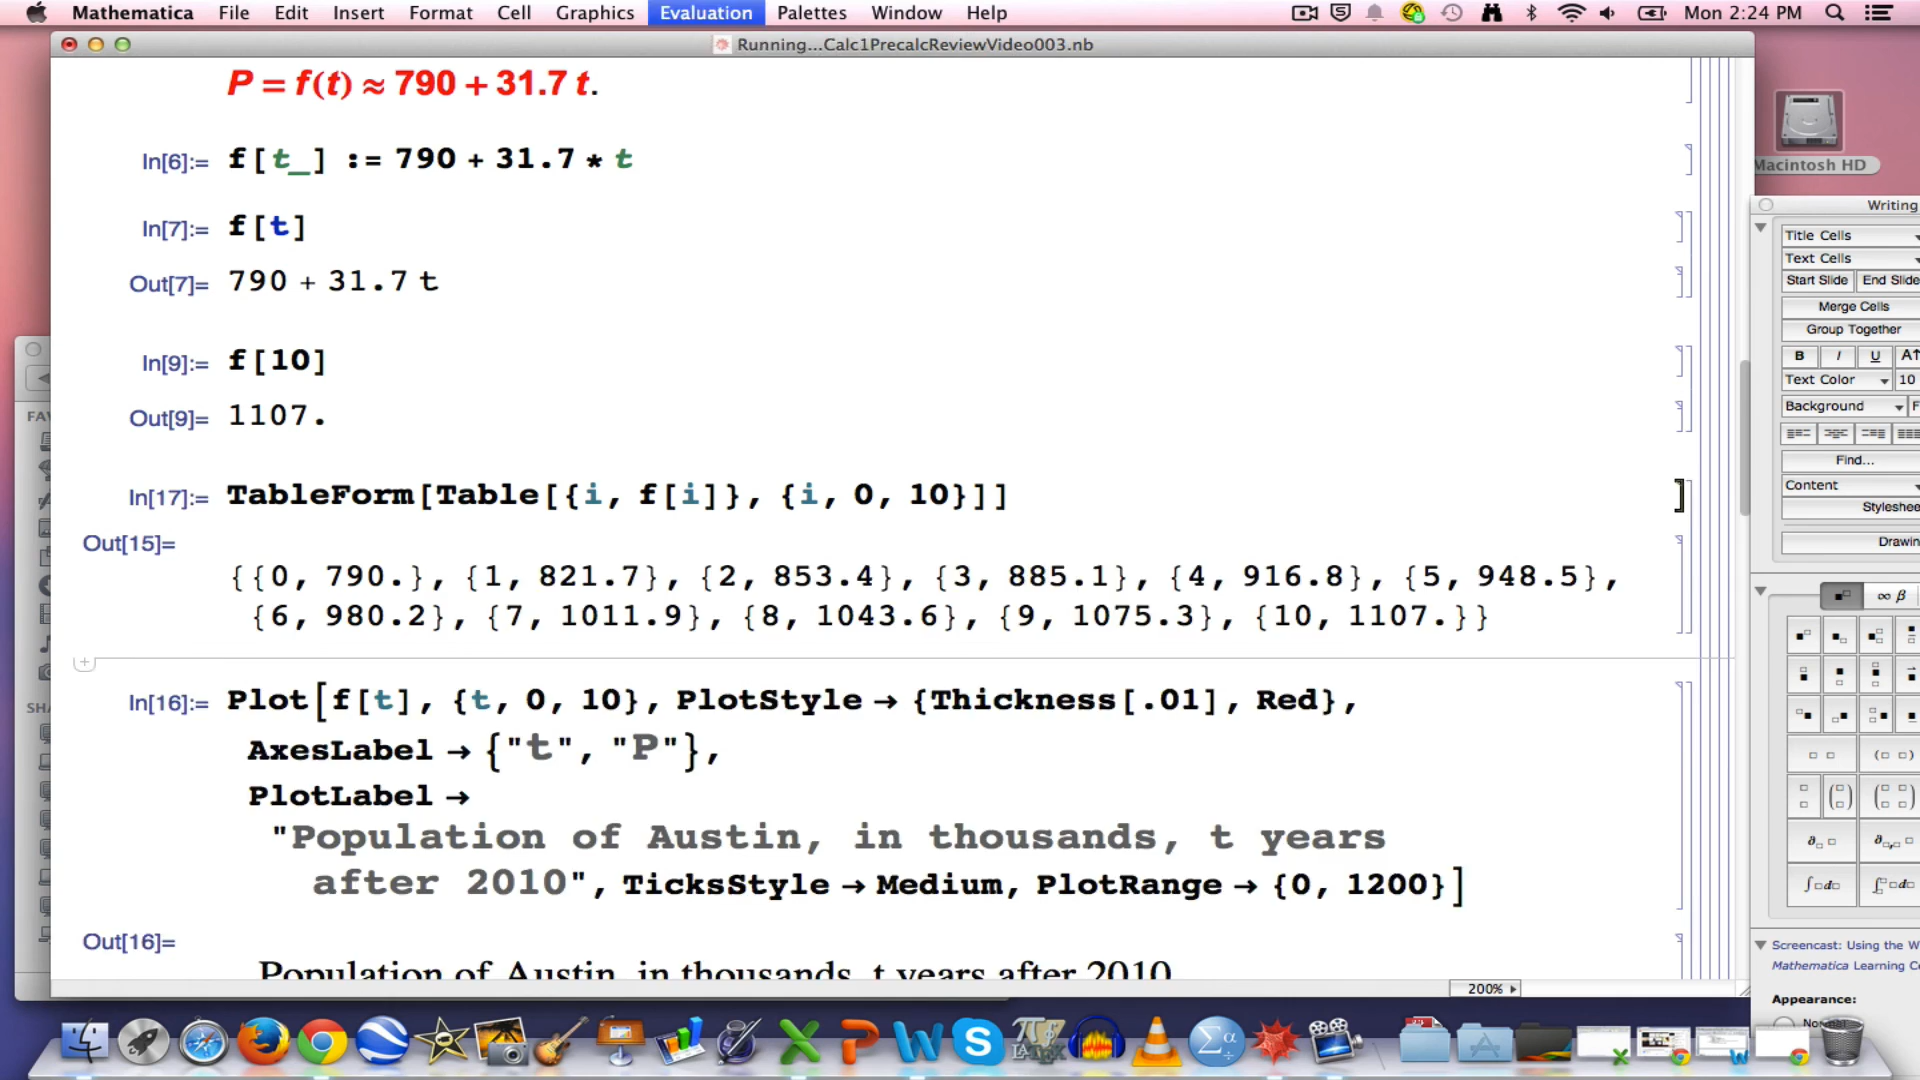 Mathematica File Edit Insert Format Cell Graphics Evaluation Palettes Window Help Mon 2:24 PM
Running...Calc1PrecalcReviewVideo003.nb
P = f(t) ≈ 790 + 31.7 t.
In[6]:= f[t_] := 790 + 31.7 * t
In[7]:= f[t]
Out[7]= 790 + 31.7 t
In[9]:= f[10]
Out[9]= 1107.
In[17]:= TableForm[Table[{i, f[i]}, {i, 0, 10}]]
Out[15]=
{{0, 790.}, {1, 821.7}, {2, 853.4}, {3, 885.1}, {4, 916.8}, {5, 948.5},
{6, 980.2}, {7, 1011.9}, {8, 1043.6}, {9, 1075.3}, {10, 1107.}}
In[16]:= Plot[f[t], {t, 0, 10}, PlotStyle → {Thickness[.01], Red},
AxesLabel → {"t", "P"},
PlotLabel →
"Population of Austin, in thousands, t years
after 2010", TicksStyle → Medium, PlotRange → {0, 1200}]
Out[16]=
Population of Austin, in thousands, t years after 2010
200%
FAV
SHA
Macintosh HD
Writing
Title Cells
Text Cells
Start Slide End Slide
Merge Cells
Group Together
B I U A↑
Text Color 10
Background F
Find...
Content
Styleshee
Drawin
∞ β
∫□d□
Screencast: Using the W
Mathematica Learning Ce
Appearance: